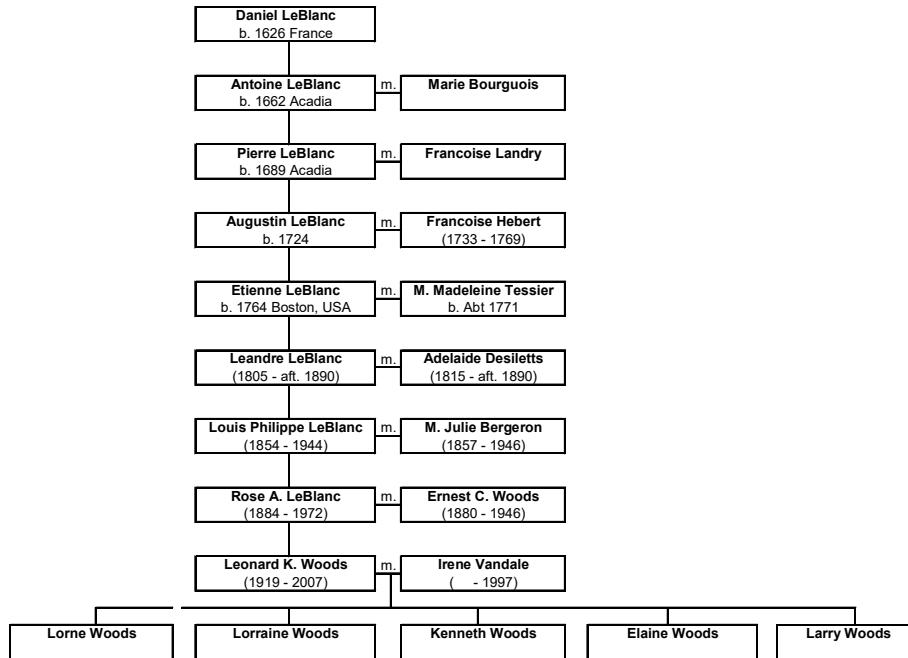 Daniel LeBlanc
b. 1626 France
Antoine LeBlanc m. Marie Bourguois
b. 1662 Acadia
Pierre LeBlanc m. Francoise Landry
b. 1689 Acadia
Augustin LeBlanc m. Francoise Hebert
b. 1724 (1733 - 1769)
Etienne LeBlanc m. M. Madeleine Tessier
b. 1764 Boston, USA b. Abt 1771
Leandre LeBlanc m. Adelaide Desiletts
(1805 - aft. 1890) (1815 - aft. 1890)
Louis Philippe LeBlanc m. M. Julie Bergeron
(1854 - 1944) (1857 - 1946)
Rose A. LeBlanc m. Ernest C. Woods
(1884 - 1972) (1880 - 1946)
Leonard K. Woods m. Irene Vandale
(1919 - 2007) ( - 1997)
Lorne Woods Lorraine Woods Kenneth Woods Elaine Woods Larry Woods